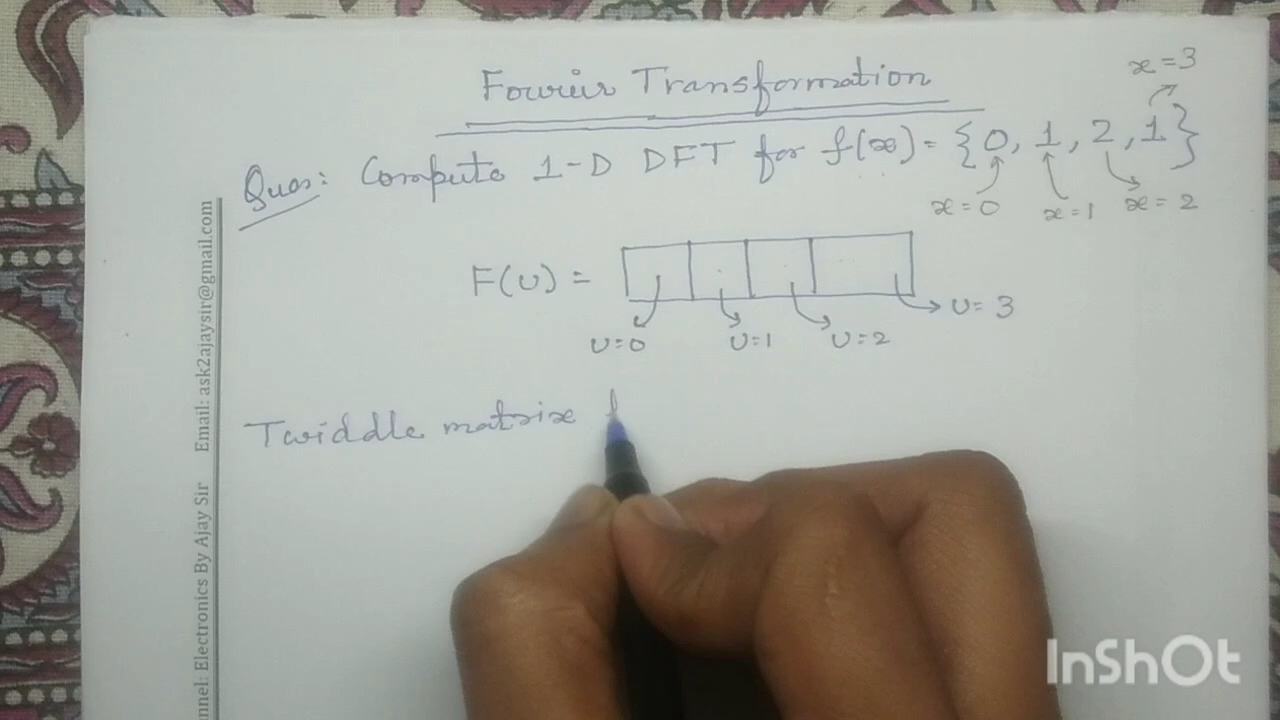 Fourier Transformation
x=3
Ques: Compute 1-D DFT for f(x) = {0, 1, 2, 1}
x=0 x=1 x=2
F(U) =
U=0 U=1 U=2 U=3
Twiddle matrix
nnel: Electronics By Ajay Sir Email: ask2ajaysir@gmail.com
InShOt